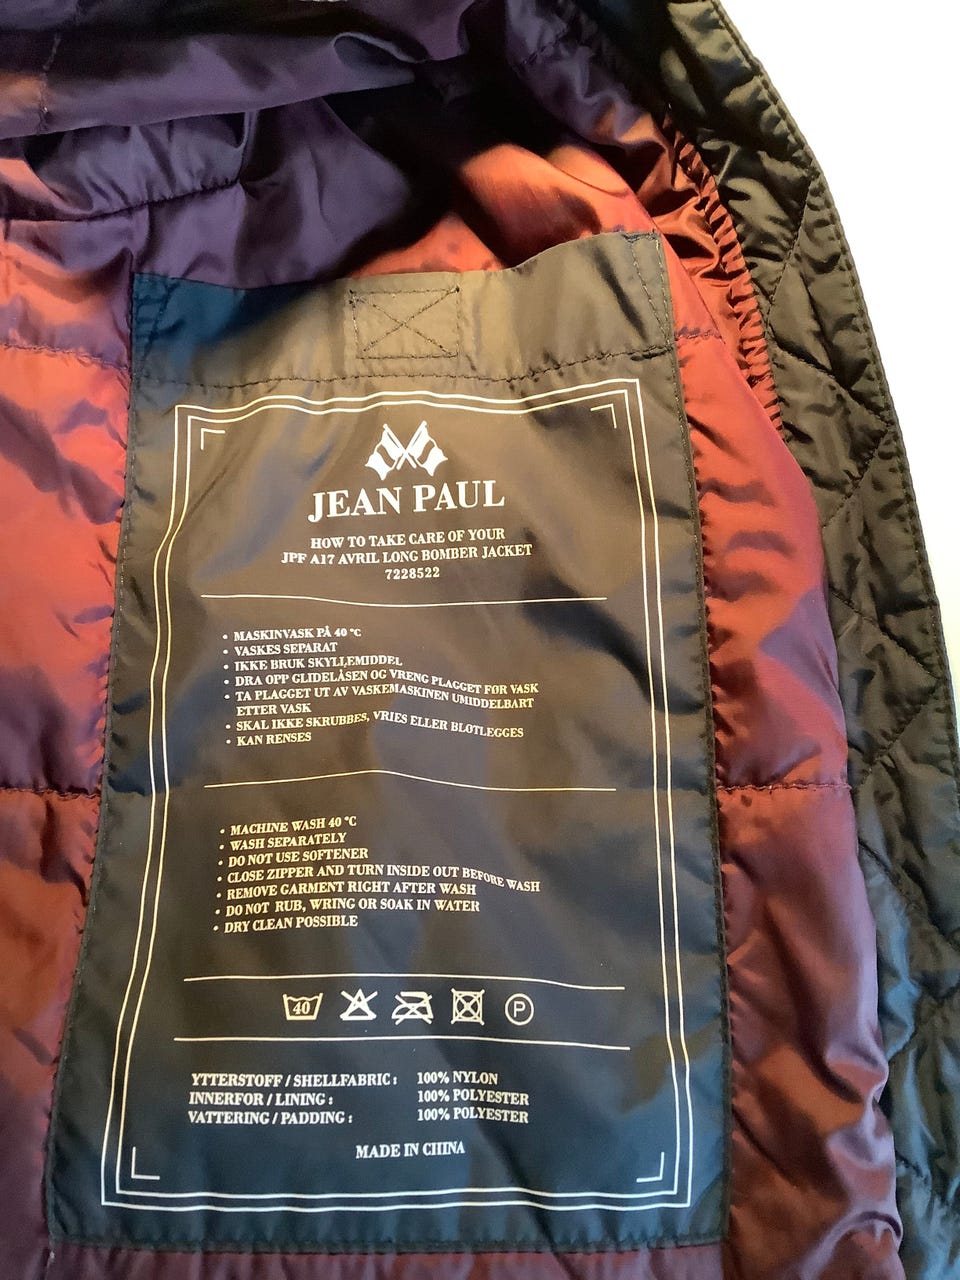 JEAN PAUL
HOW TO TAKE CARE OF YOUR
JPF A17 AVRIL LONG BOMBER JACKET
7228522
• MASKINVASK PÅ 40 °C
• VASKES SEPARAT
• IKKE BRUK SKYLLEMIDDEL
• DRA OPP GLIDELÅSEN OG VRENG PLAGGET FØR VASK
• TA PLAGGET UT AV VASKEMASKINEN UMIDDELBART
ETTER VASK
• SKAL IKKE SKRUBBES, VRIES ELLER BLØTLEGGES
• KAN RENSES
• MACHINE WASH 40 °C
• WASH SEPARATELY
• DO NOT USE SOFTENER
• CLOSE ZIPPER AND TURN INSIDE OUT BEFORE WASH
• REMOVE GARMENT RIGHT AFTER WASH
• DO NOT RUB, WRING OR SOAK IN WATER
• DRY CLEAN POSSIBLE
40 P
YTTERSTOFF / SHELLFABRIC : 100% NYLON
INNERFOR / LINING : 100% POLYESTER
VATTERING / PADDING : 100% POLYESTER
MADE IN CHINA